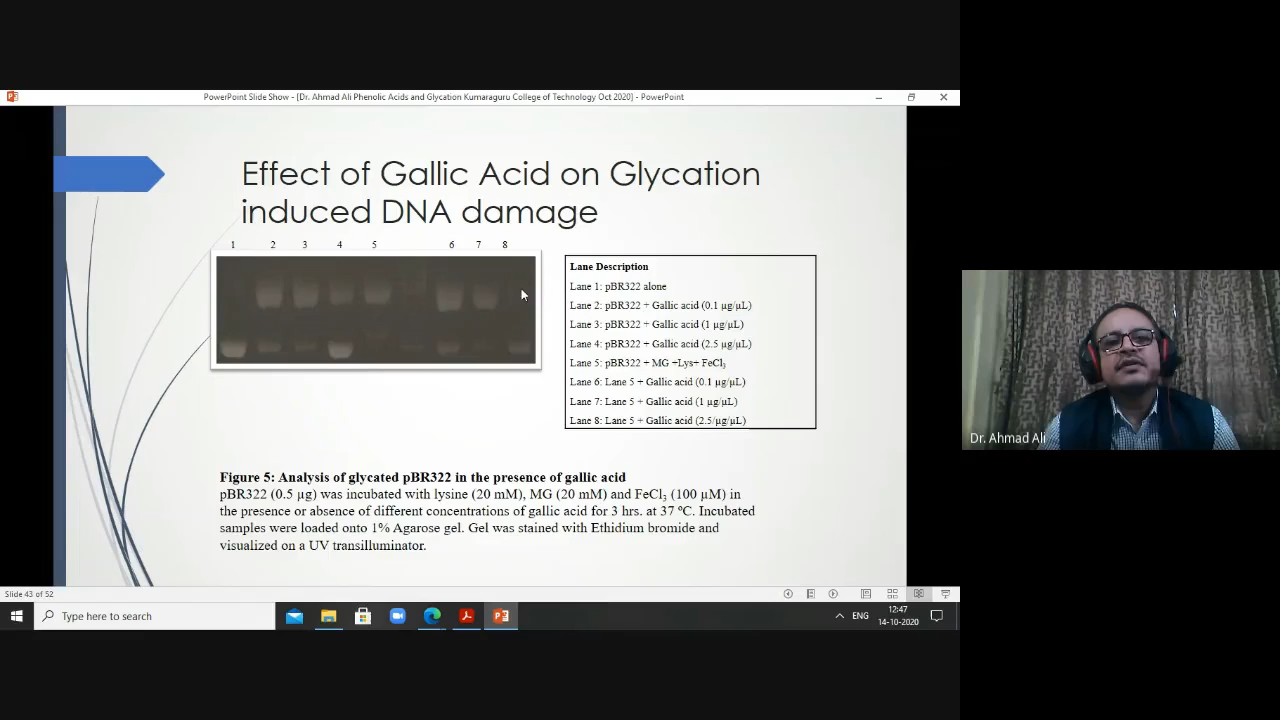 PowerPoint Slide Show - [Dr. Ahmad Ali Phenolic Acids and Glycation Kumaraguru College of Technology Oct 2020] - PowerPoint
Effect of Gallic Acid on Glycation
induced DNA damage
1 2 3 4 5 6 7 8
Lane Description
Lane 1: pBR322 alone
Lane 2: pBR322 + Gallic acid (0.1 µg/µL)
Lane 3: pBR322 + Gallic acid (1 µg/µL)
Lane 4: pBR322 + Gallic acid (2.5 µg/µL)
Lane 5: pBR322 + MG +Lys+ FeCl₃
Lane 6: Lane 5 + Gallic acid (0.1 µg/µL)
Lane 7: Lane 5 + Gallic acid (1 µg/µL)
Lane 8: Lane 5 + Gallic acid (2.5/µg/µL)
Figure 5: Analysis of glycated pBR322 in the presence of gallic acid
pBR322 (0.5 µg) was incubated with lysine (20 mM), MG (20 mM) and FeCl₃ (100 µM) in
the presence or absence of different concentrations of gallic acid for 3 hrs. at 37 ºC. Incubated
samples were loaded onto 1% Agarose gel. Gel was stained with Ethidium bromide and
visualized on a UV transilluminator.
Dr. Ahmad Ali
Slide 43 of 52
Type here to search
ENG
12:47
14-10-2020